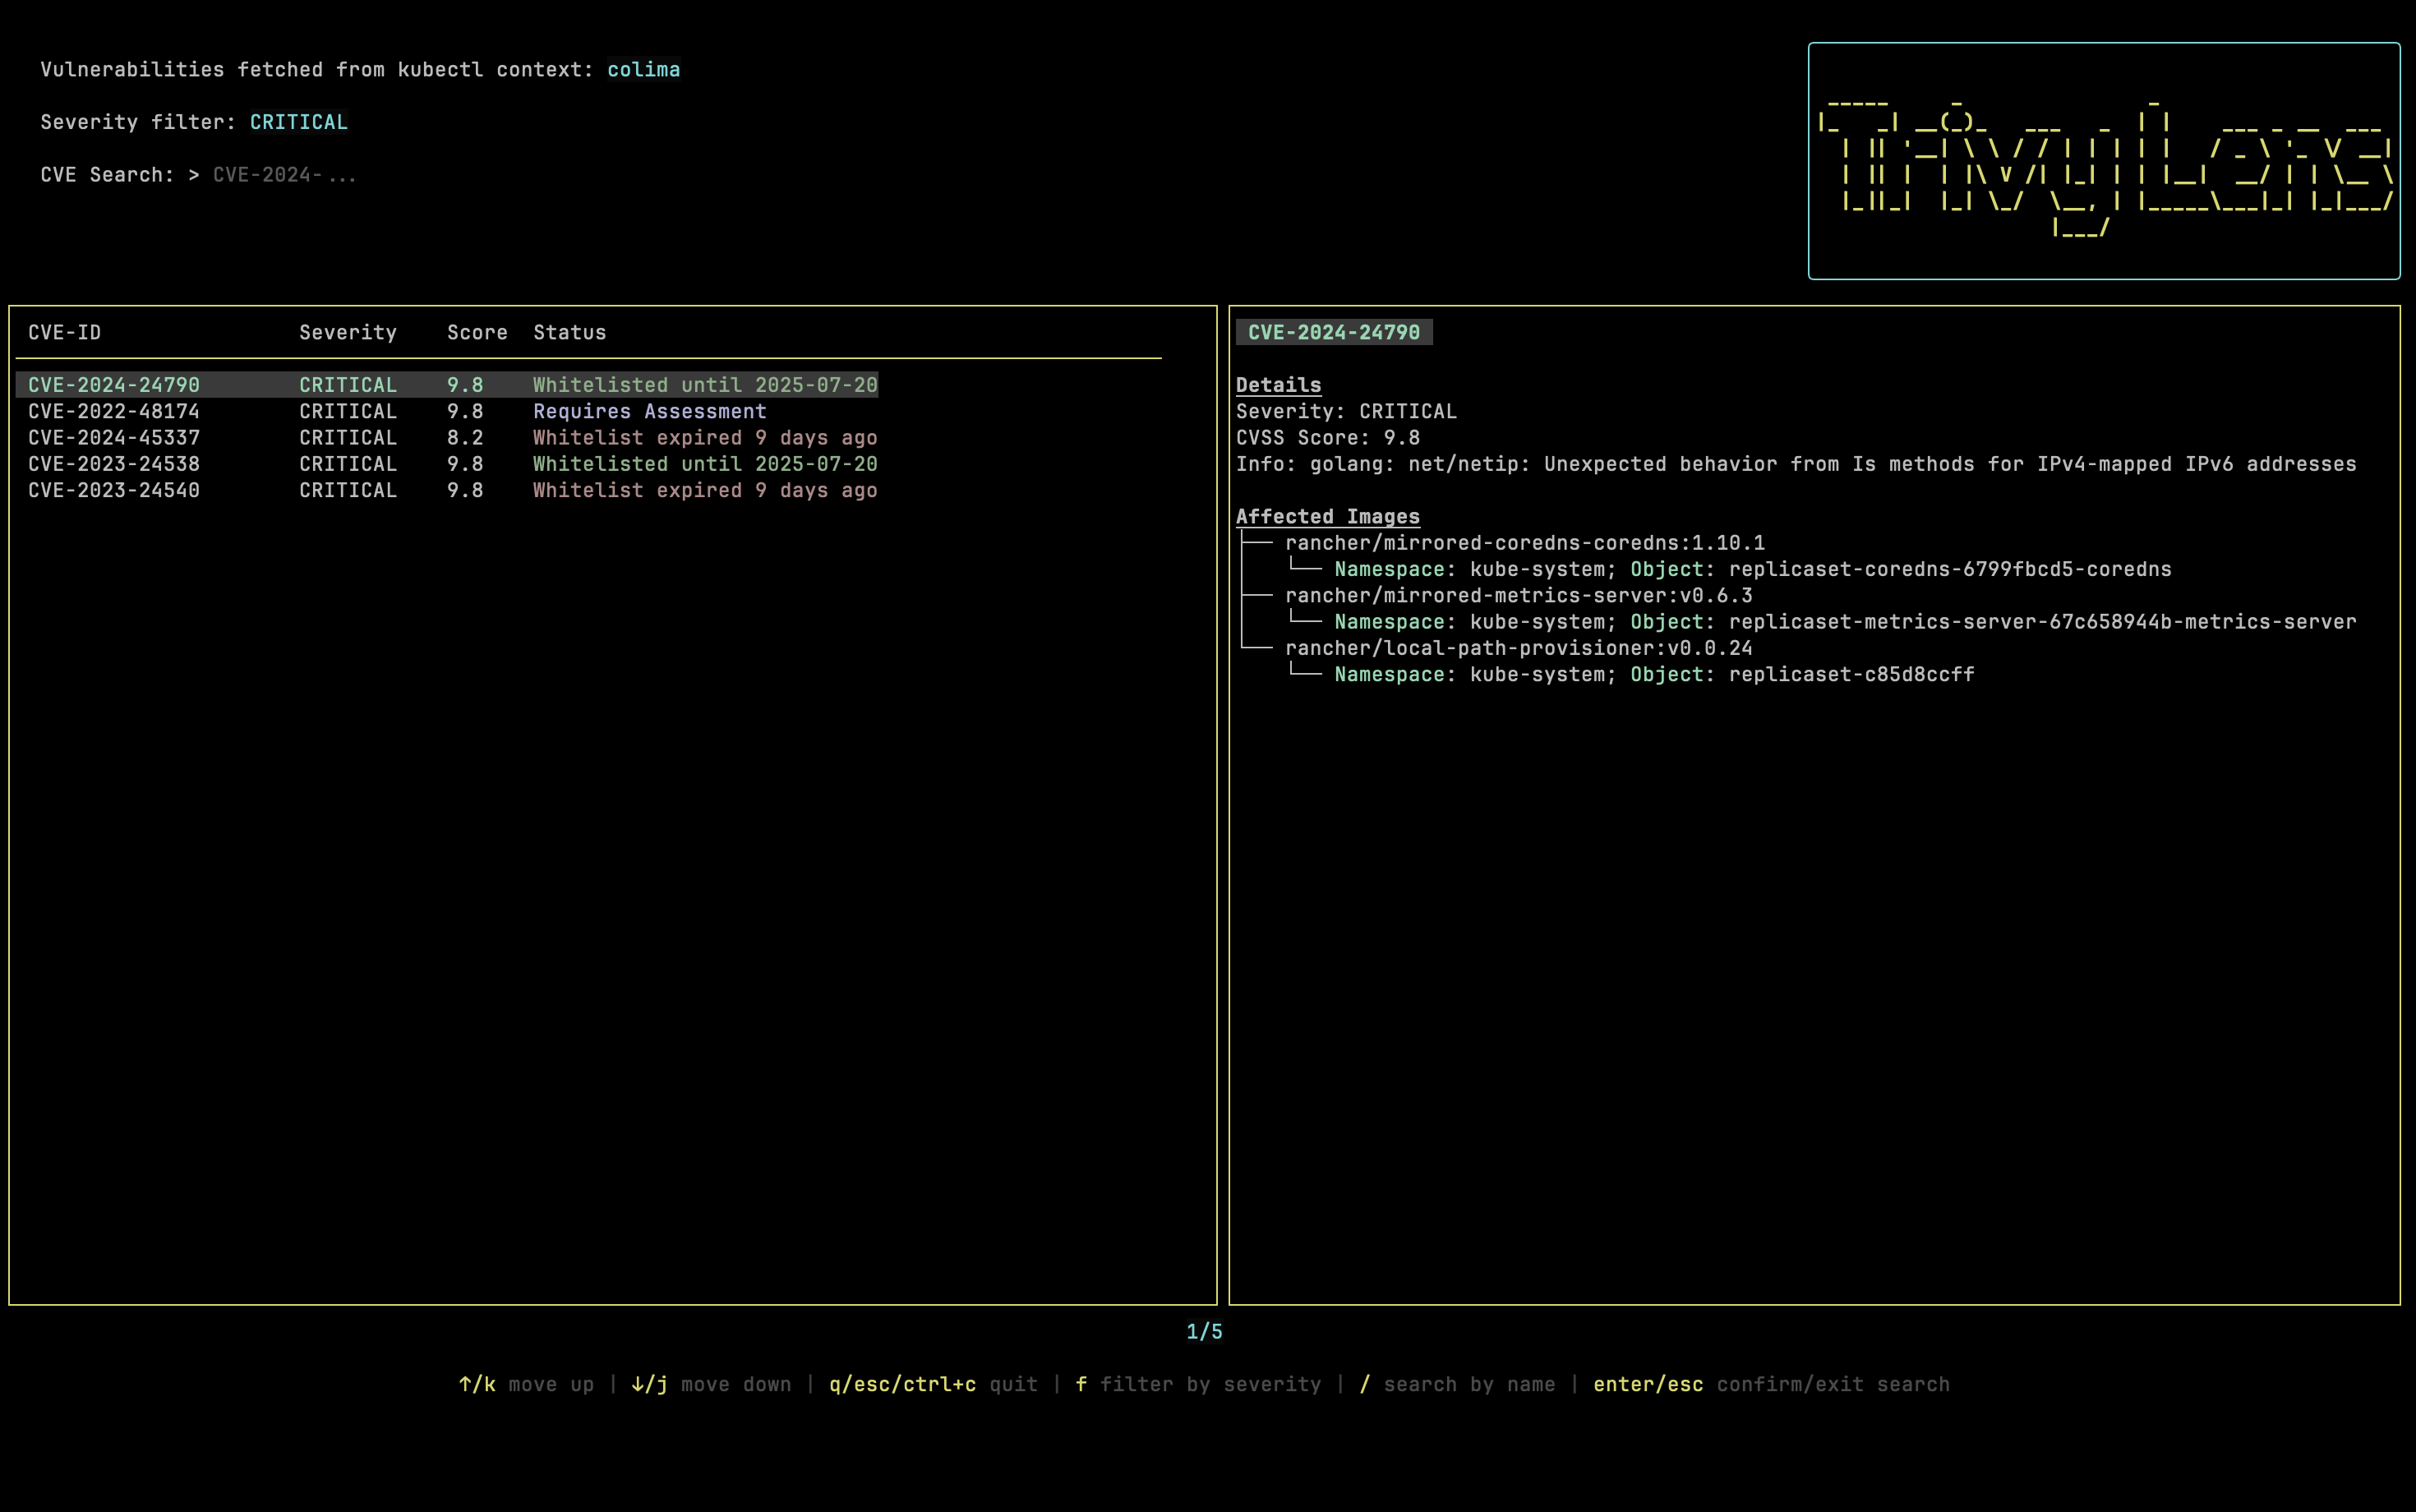 Vulnerabilities fetched from kubectl context: colima
Severity filter: CRITICAL
CVE Search: > CVE-2024-...
TrivyLens
CVE-ID Severity Score Status
CVE-2024-24790 CRITICAL 9.8 Whitelisted until 2025-07-20
CVE-2022-48174 CRITICAL 9.8 Requires Assessment
CVE-2024-45337 CRITICAL 8.2 Whitelist expired 9 days ago
CVE-2023-24538 CRITICAL 9.8 Whitelisted until 2025-07-20
CVE-2023-24540 CRITICAL 9.8 Whitelist expired 9 days ago
CVE-2024-24790
Details
Severity: CRITICAL
CVSS Score: 9.8
Info: golang: net/netip: Unexpected behavior from Is methods for IPv4-mapped IPv6 addresses
Affected Images
├── rancher/mirrored-coredns-coredns:1.10.1
│   └── Namespace: kube-system; Object: replicaset-coredns-6799fbcd5-coredns
├── rancher/mirrored-metrics-server:v0.6.3
│   └── Namespace: kube-system; Object: replicaset-metrics-server-67c658944b-metrics-server
└── rancher/local-path-provisioner:v0.0.24
    └── Namespace: kube-system; Object: replicaset-c85d8ccff
1/5
↑/k move up | ↓/j move down | q/esc/ctrl+c quit | f filter by severity | / search by name | enter/esc confirm/exit search